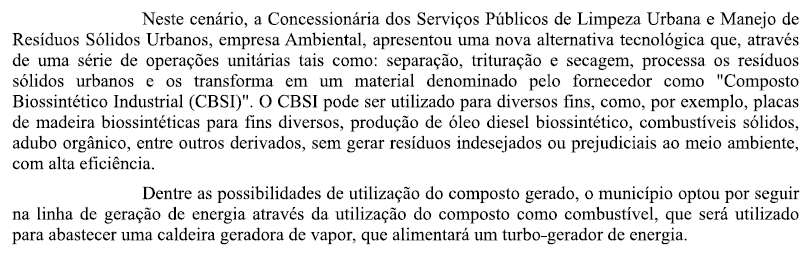 Neste cenário, a Concessionária dos Serviços Públicos de Limpeza Urbana e Manejo de
Resíduos Sólidos Urbanos, empresa Ambiental, apresentou uma nova alternativa tecnológica que, através
de uma série de operações unitárias tais como: separação, trituração e secagem, processa os resíduos
sólidos urbanos e os transforma em um material denominado pelo fornecedor como "Composto
Biossintético Industrial (CBSI)". O CBSI pode ser utilizado para diversos fins, como, por exemplo, placas
de madeira biossintéticas para fins diversos, produção de óleo diesel biossintético, combustíveis sólidos,
adubo orgânico, entre outros derivados, sem gerar resíduos indesejados ou prejudiciais ao meio ambiente,
com alta eficiência.
Dentre as possibilidades de utilização do composto gerado, o município optou por seguir
na linha de geração de energia através da utilização do composto como combustível, que será utilizado
para abastecer uma caldeira geradora de vapor, que alimentará um turbo-gerador de energia.